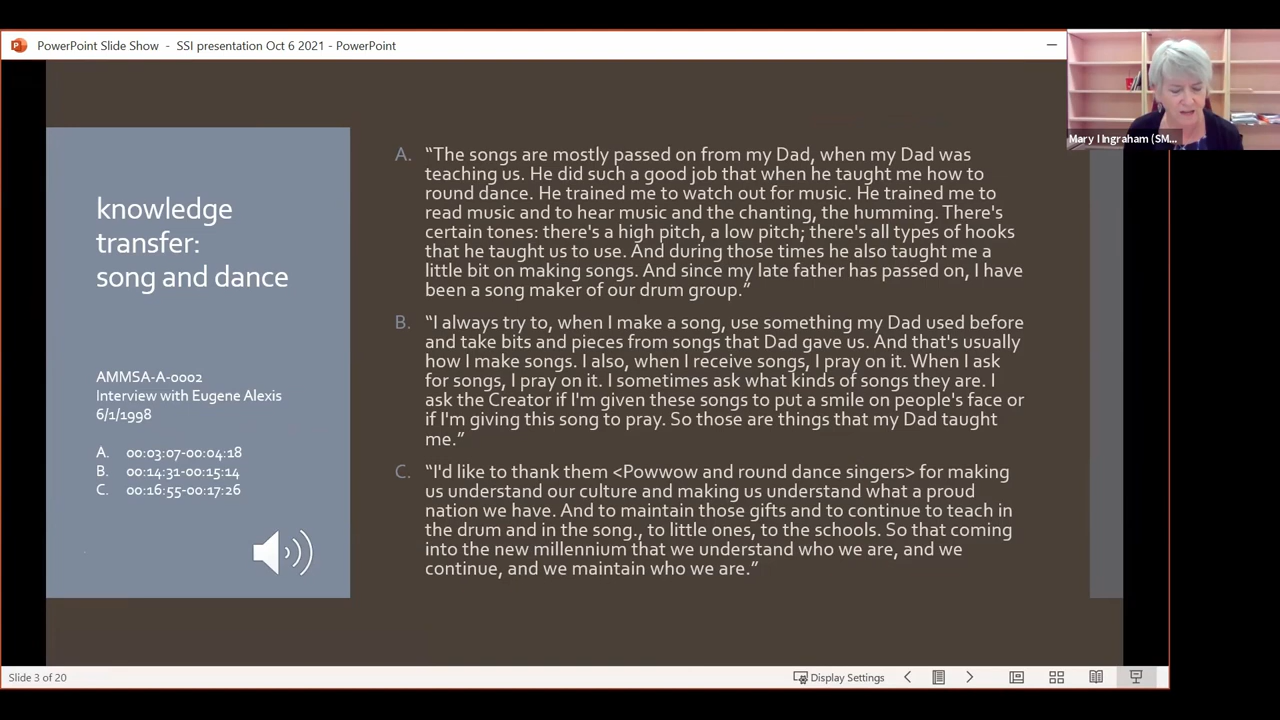 PowerPoint Slide Show - SSI presentation Oct 6 2021 - PowerPoint
Mary I Ingraham (SM...
knowledge
transfer:
song and dance
AMMSA-A-0002
Interview with Eugene Alexis
6/1/1998
A. 00:03:07-00:04:18
B. 00:14:31-00:15:14
C. 00:16:55-00:17:26
A. “The songs are mostly passed on from my Dad, when my Dad was
teaching us. He did such a good job that when he taught me how to
round dance. He trained me to watch out for music. He trained me to
read music and to hear music and the chanting, the humming. There's
certain tones: there's a high pitch, a low pitch; there's all types of hooks
that he taught us to use. And during those times he also taught me a
little bit on making songs. And since my late father has passed on, I have
been a song maker of our drum group.”
B. “I always try to, when I make a song, use something my Dad used before
and take bits and pieces from songs that Dad gave us. And that's usually
how I make songs. I also, when I receive songs, I pray on it. When I ask
for songs, I pray on it. I sometimes ask what kinds of songs they are. I
ask the Creator if I'm given these songs to put a smile on people's face or
if I'm giving this song to pray. So those are things that my Dad taught
me.”
C. “I'd like to thank them <Powwow and round dance singers> for making
us understand our culture and making us understand what a proud
nation we have. And to maintain those gifts and to continue to teach in
the drum and in the song., to little ones, to the schools. So that coming
into the new millennium that we understand who we are, and we
continue, and we maintain who we are.”
Slide 3 of 20
Display Settings